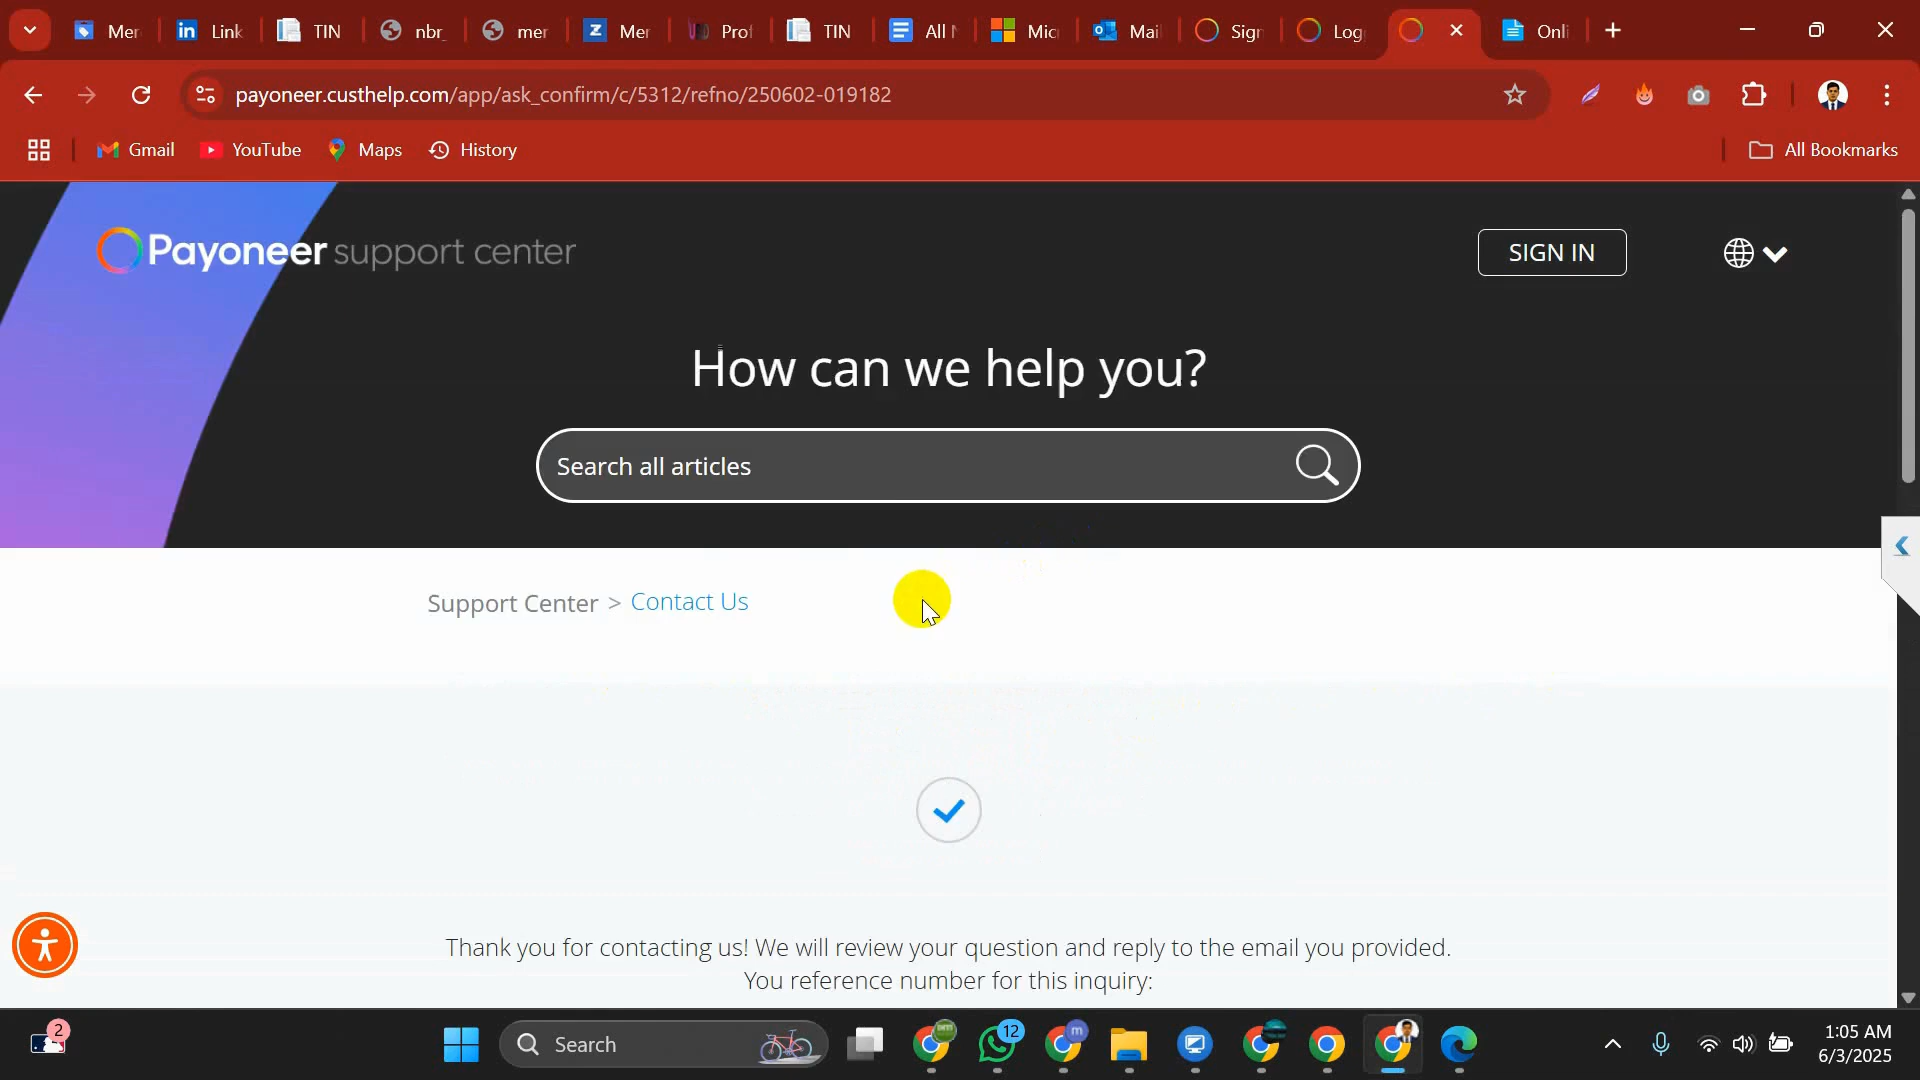 Mer
Link
TIN
nbr_
mer
Mer
Prof
TIN
All
Mic
Mail
Sign
Log
Onli
payoneer.custhelp.com/app/ask_confirm/c/5312/refno/250602-019182
Gmail
YouTube
Maps
History
All Bookmarks
Payoneer support center
SIGN IN
How can we help you?
Search all articles
Support Center > Contact Us
Thank you for contacting us! We will review your question and reply to the email you provided.
You reference number for this inquiry:
2
Search
12
m
1:05 AM
6/3/2025